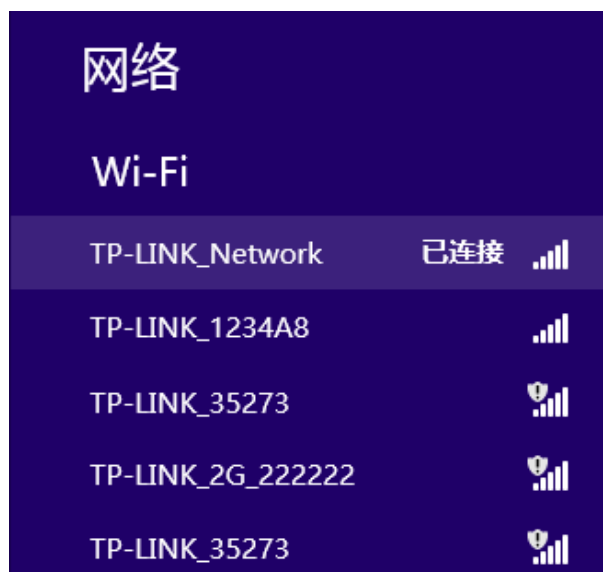 网络
Wi-Fi
TP-LINK_Network 已连接
TP-LINK_1234A8
TP-LINK_35273
TP-LINK_2G_222222
TP-LINK_35273